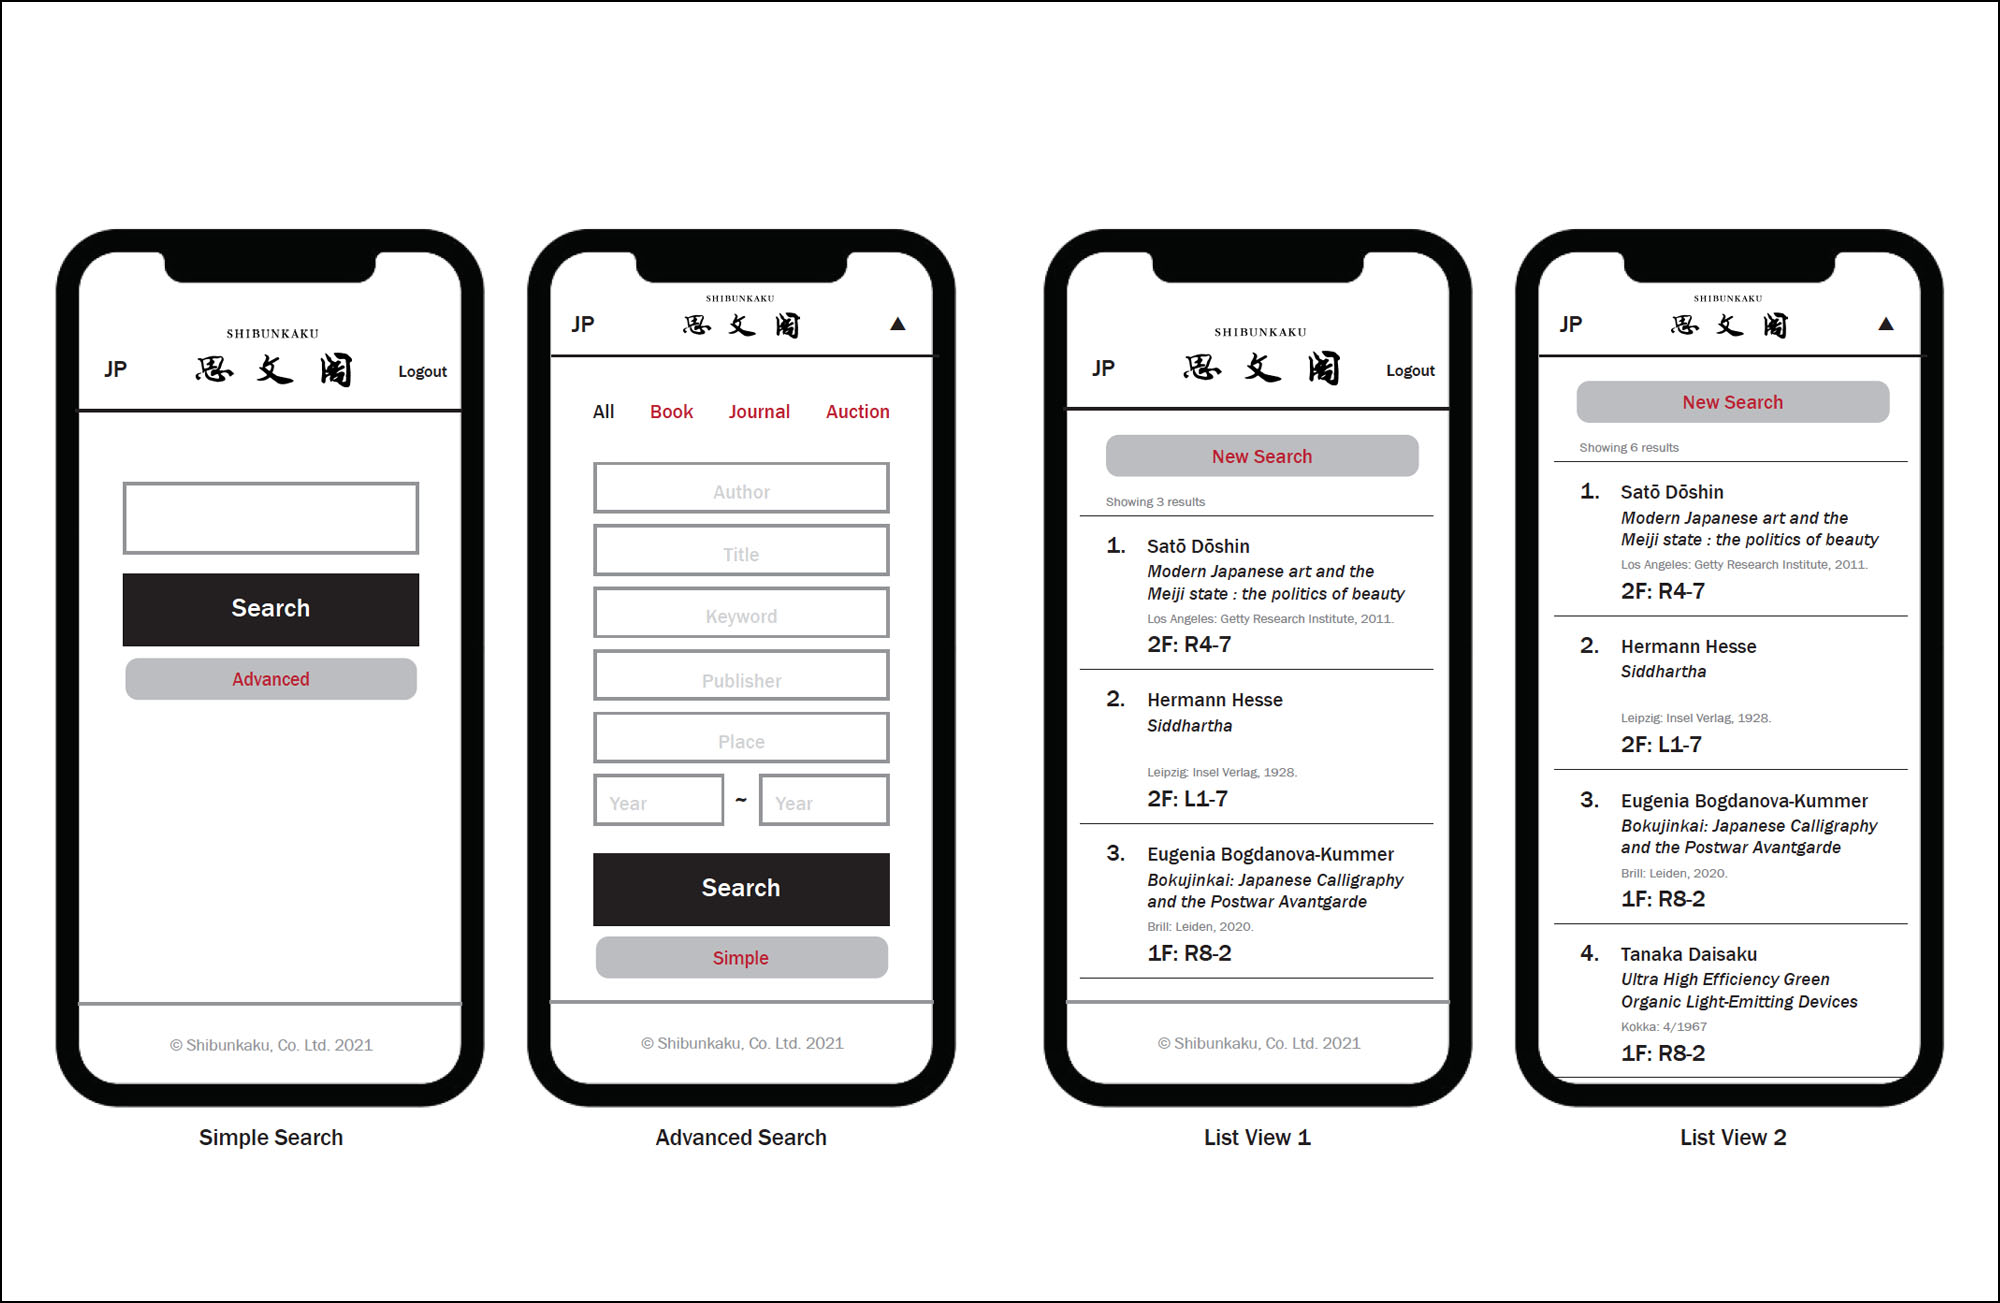 SHIBUNKAKU
JP 思文閣 Logout
Search
Advanced
© Shibunkaku, Co. Ltd. 2021
Simple Search
SHIBUNKAKU
JP 思文閣 ▲
All Book Journal Auction
Author
Title
Keyword
Publisher
Place
Year ~ Year
Search
Simple
© Shibunkaku, Co. Ltd. 2021
Advanced Search
SHIBUNKAKU
JP 思文閣 Logout
New Search
Showing 3 results
1. Satō Dōshin
Modern Japanese art and the
Meiji state : the politics of beauty
Los Angeles: Getty Research Institute, 2011.
2F: R4-7
2. Hermann Hesse
Siddhartha
Leipzig: Insel Verlag, 1928.
2F: L1-7
3. Eugenia Bogdanova-Kummer
Bokujinkai: Japanese Calligraphy
and the Postwar Avantgarde
Brill: Leiden, 2020.
1F: R8-2
© Shibunkaku, Co. Ltd. 2021
List View 1
SHIBUNKAKU
JP 思文閣 ▲
New Search
Showing 6 results
1. Satō Dōshin
Modern Japanese art and the
Meiji state : the politics of beauty
Los Angeles: Getty Research Institute, 2011.
2F: R4-7
2. Hermann Hesse
Siddhartha
Leipzig: Insel Verlag, 1928.
2F: L1-7
3. Eugenia Bogdanova-Kummer
Bokujinkai: Japanese Calligraphy
and the Postwar Avantgarde
Brill: Leiden, 2020.
1F: R8-2
4. Tanaka Daisaku
Ultra High Efficiency Green
Organic Light-Emitting Devices
Kokka: 4/1967
1F: R8-2
List View 2